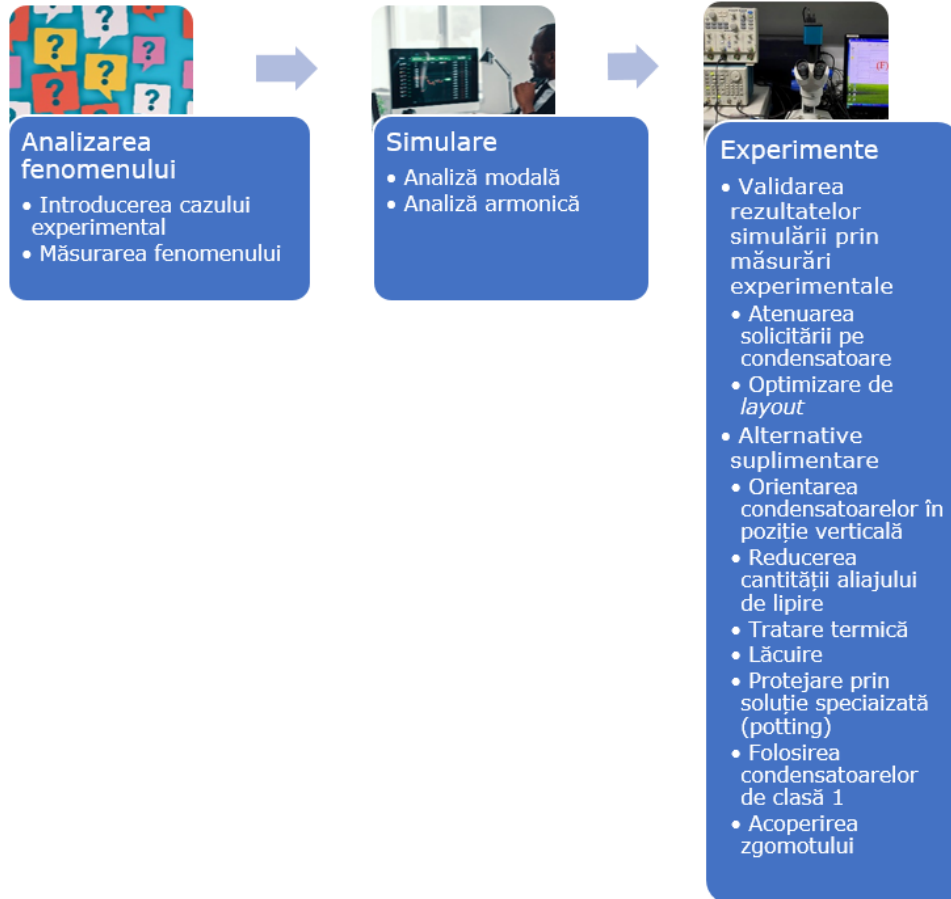 Analizarea
fenomenului
• Introducerea cazului
experimental
• Măsurarea fenomenului
Simulare
• Analiză modală
• Analiză armonică
Experimente
• Validarea
rezultatelor
simulării prin
măsurări
experimentale
• Atenuarea
solicitării pe
condensatoare
• Optimizare de
layout
• Alternative
suplimentare
• Orientarea
condensatoarelor în
poziție verticală
• Reducerea
cantității aliajului
de lipire
• Tratare termică
• Lăcuire
• Protejare prin
soluție speciaizată
(potting)
• Folosirea
condensatoarelor
de clasă 1
• Acoperirea
zgomotului